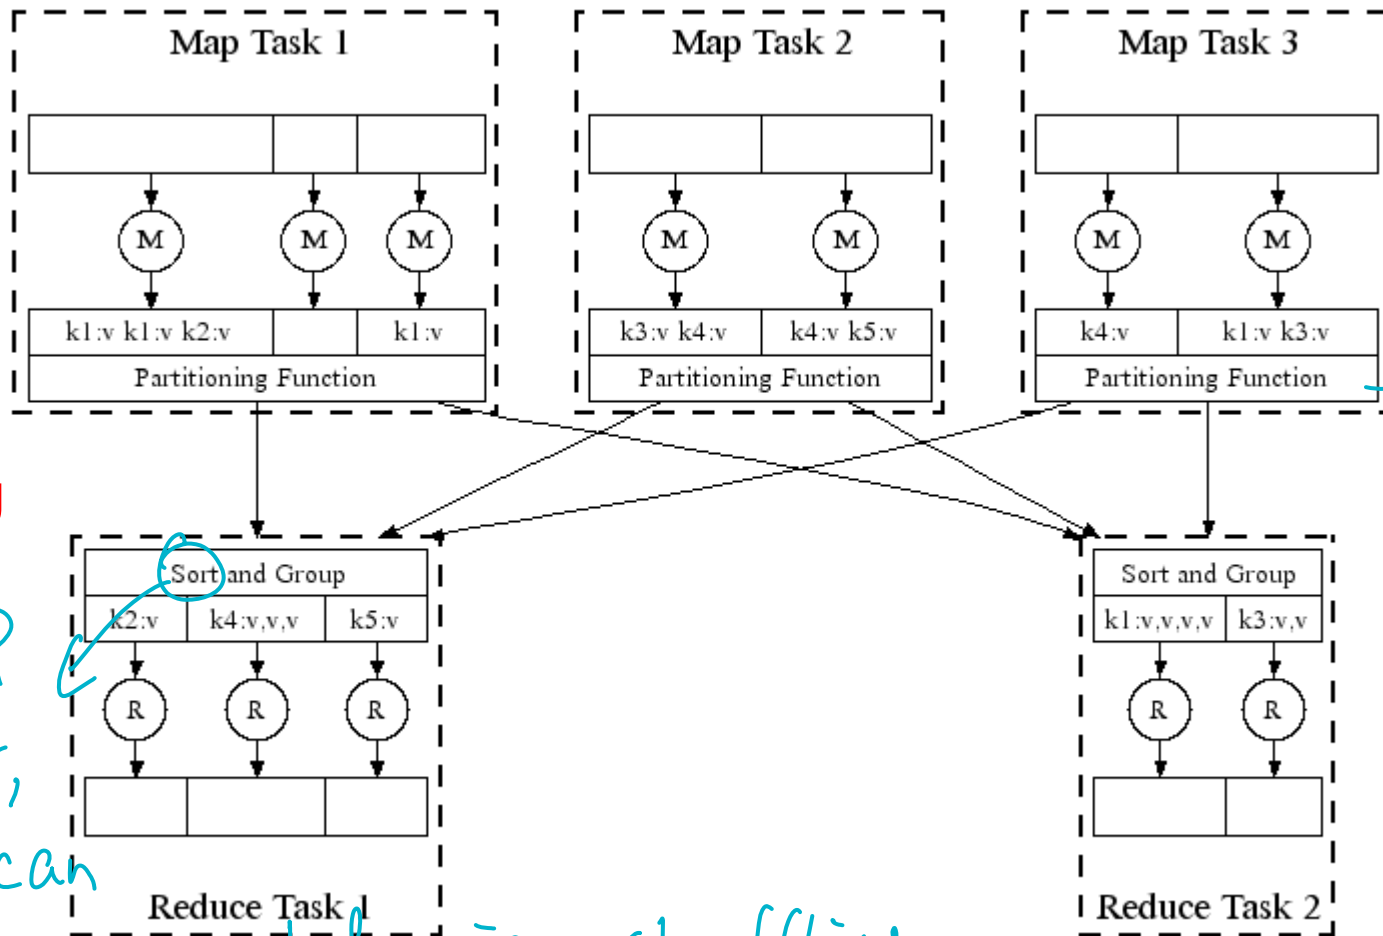 Map Task 1
Map Task 2
Map Task 3
M
M
M
M
M
M
M
k1:v k1:v k2:v
k1:v
k3:v k4:v
k4:v k5:v
k4:v
k1:v k3:v
Partitioning Function
Partitioning Function
Partitioning Function
Sort and Group
Sort and Group
k2:v
k4:v,v,v
k5:v
k1:v,v,v,v
k3:v,v
R
R
R
R
R
can
Reduce Task 1
Reduce Task 2